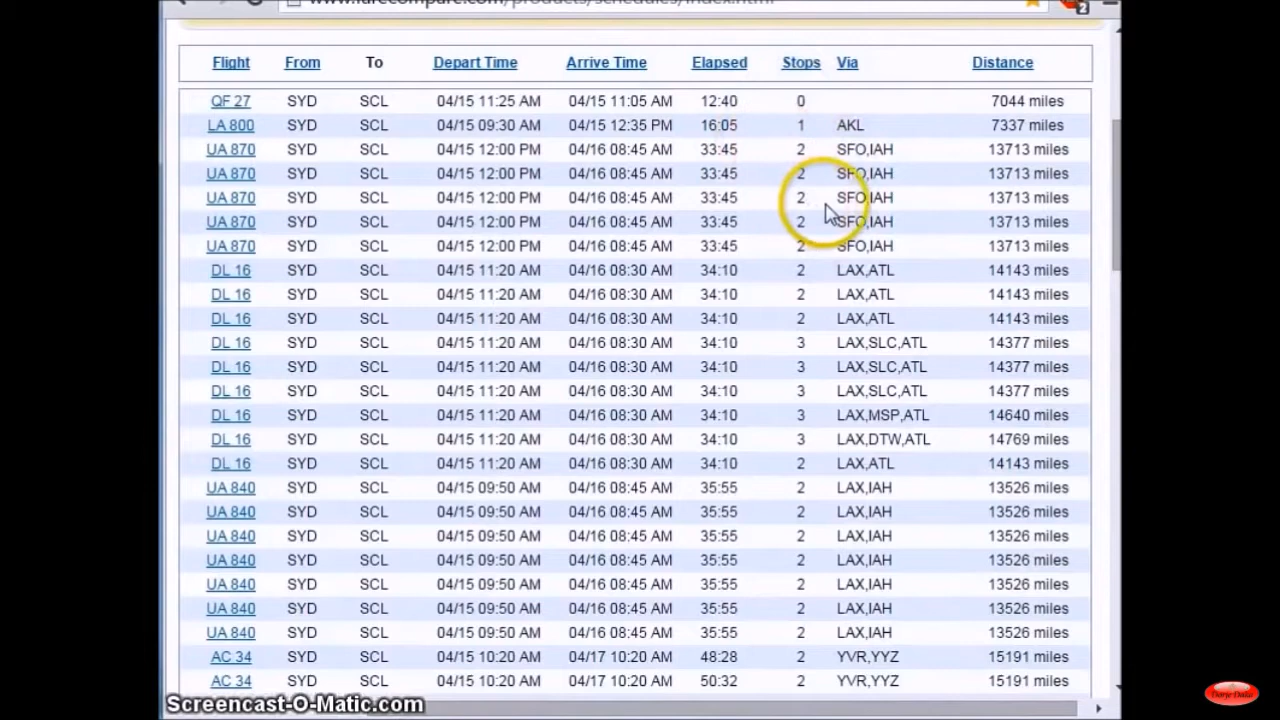 www.farecompare.com/products/schedules/index.html
2
Flight From To Depart Time Arrive Time Elapsed Stops Via Distance
QF 27 SYD SCL 04/15 11:25 AM 04/15 11:05 AM 12:40 0 7044 miles
LA 800 SYD SCL 04/15 09:30 AM 04/15 12:35 PM 16:05 1 AKL 7337 miles
UA 870 SYD SCL 04/15 12:00 PM 04/16 08:45 AM 33:45 2 SFO,IAH 13713 miles
UA 870 SYD SCL 04/15 12:00 PM 04/16 08:45 AM 33:45 2 SFO,IAH 13713 miles
UA 870 SYD SCL 04/15 12:00 PM 04/16 08:45 AM 33:45 2 SFO,IAH 13713 miles
UA 870 SYD SCL 04/15 12:00 PM 04/16 08:45 AM 33:45 2 SFO,IAH 13713 miles
UA 870 SYD SCL 04/15 12:00 PM 04/16 08:45 AM 33:45 2 SFO,IAH 13713 miles
DL 16 SYD SCL 04/15 11:20 AM 04/16 08:30 AM 34:10 2 LAX,ATL 14143 miles
DL 16 SYD SCL 04/15 11:20 AM 04/16 08:30 AM 34:10 2 LAX,ATL 14143 miles
DL 16 SYD SCL 04/15 11:20 AM 04/16 08:30 AM 34:10 2 LAX,ATL 14143 miles
DL 16 SYD SCL 04/15 11:20 AM 04/16 08:30 AM 34:10 3 LAX,SLC,ATL 14377 miles
DL 16 SYD SCL 04/15 11:20 AM 04/16 08:30 AM 34:10 3 LAX,SLC,ATL 14377 miles
DL 16 SYD SCL 04/15 11:20 AM 04/16 08:30 AM 34:10 3 LAX,SLC,ATL 14377 miles
DL 16 SYD SCL 04/15 11:20 AM 04/16 08:30 AM 34:10 3 LAX,MSP,ATL 14640 miles
DL 16 SYD SCL 04/15 11:20 AM 04/16 08:30 AM 34:10 3 LAX,DTW,ATL 14769 miles
DL 16 SYD SCL 04/15 11:20 AM 04/16 08:30 AM 34:10 2 LAX,ATL 14143 miles
UA 840 SYD SCL 04/15 09:50 AM 04/16 08:45 AM 35:55 2 LAX,IAH 13526 miles
UA 840 SYD SCL 04/15 09:50 AM 04/16 08:45 AM 35:55 2 LAX,IAH 13526 miles
UA 840 SYD SCL 04/15 09:50 AM 04/16 08:45 AM 35:55 2 LAX,IAH 13526 miles
UA 840 SYD SCL 04/15 09:50 AM 04/16 08:45 AM 35:55 2 LAX,IAH 13526 miles
UA 840 SYD SCL 04/15 09:50 AM 04/16 08:45 AM 35:55 2 LAX,IAH 13526 miles
UA 840 SYD SCL 04/15 09:50 AM 04/16 08:45 AM 35:55 2 LAX,IAH 13526 miles
UA 840 SYD SCL 04/15 09:50 AM 04/16 08:45 AM 35:55 2 LAX,IAH 13526 miles
AC 34 SYD SCL 04/15 10:20 AM 04/17 10:20 AM 48:28 2 YVR,YYZ 15191 miles
AC 34 SYD SCL 04/15 10:20 AM 04/17 10:20 AM 50:32 2 YVR,YYZ 15191 miles
Screencast-O-Matic.com